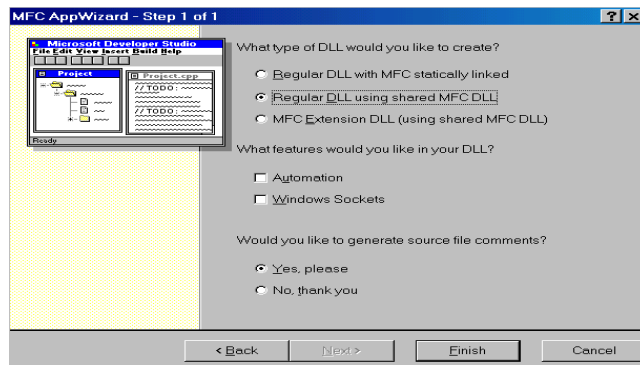 MFC AppWizard - Step 1 of 1
Microsoft Developer Studio
File Edit View Insert Build Help
Project
Project.cpp
// TODO:
// TODO:
Ready
What type of DLL would you like to create?
Regular DLL with MFC statically linked
Regular DLL using shared MFC DLL
MFC Extension DLL (using shared MFC DLL)
What features would you like in your DLL?
Automation
Windows Sockets
Would you like to generate source file comments?
Yes, please
No, thank you
< Back
Next >
Finish
Cancel